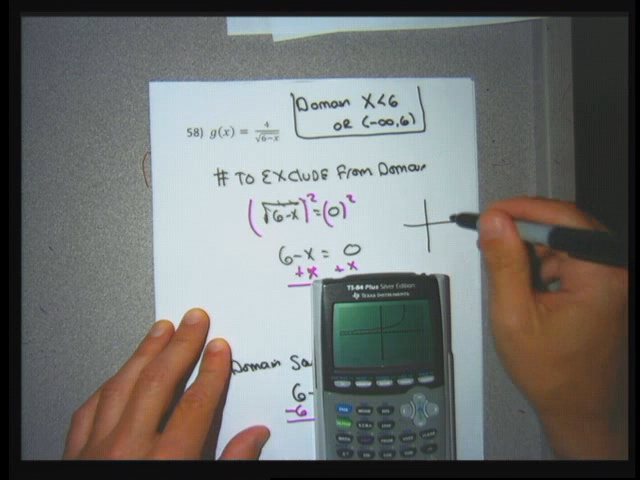 Domain X<6
OR (-∞,6)
58) g(x) = 4/√6-x
# TO EXCLUDE FROM DOMAIN
(√6-x)² = (0)²
6-x = 0
+x +x
TI-84 Plus Silver Edition
TEXAS INSTRUMENTS
Domain
6-
-6